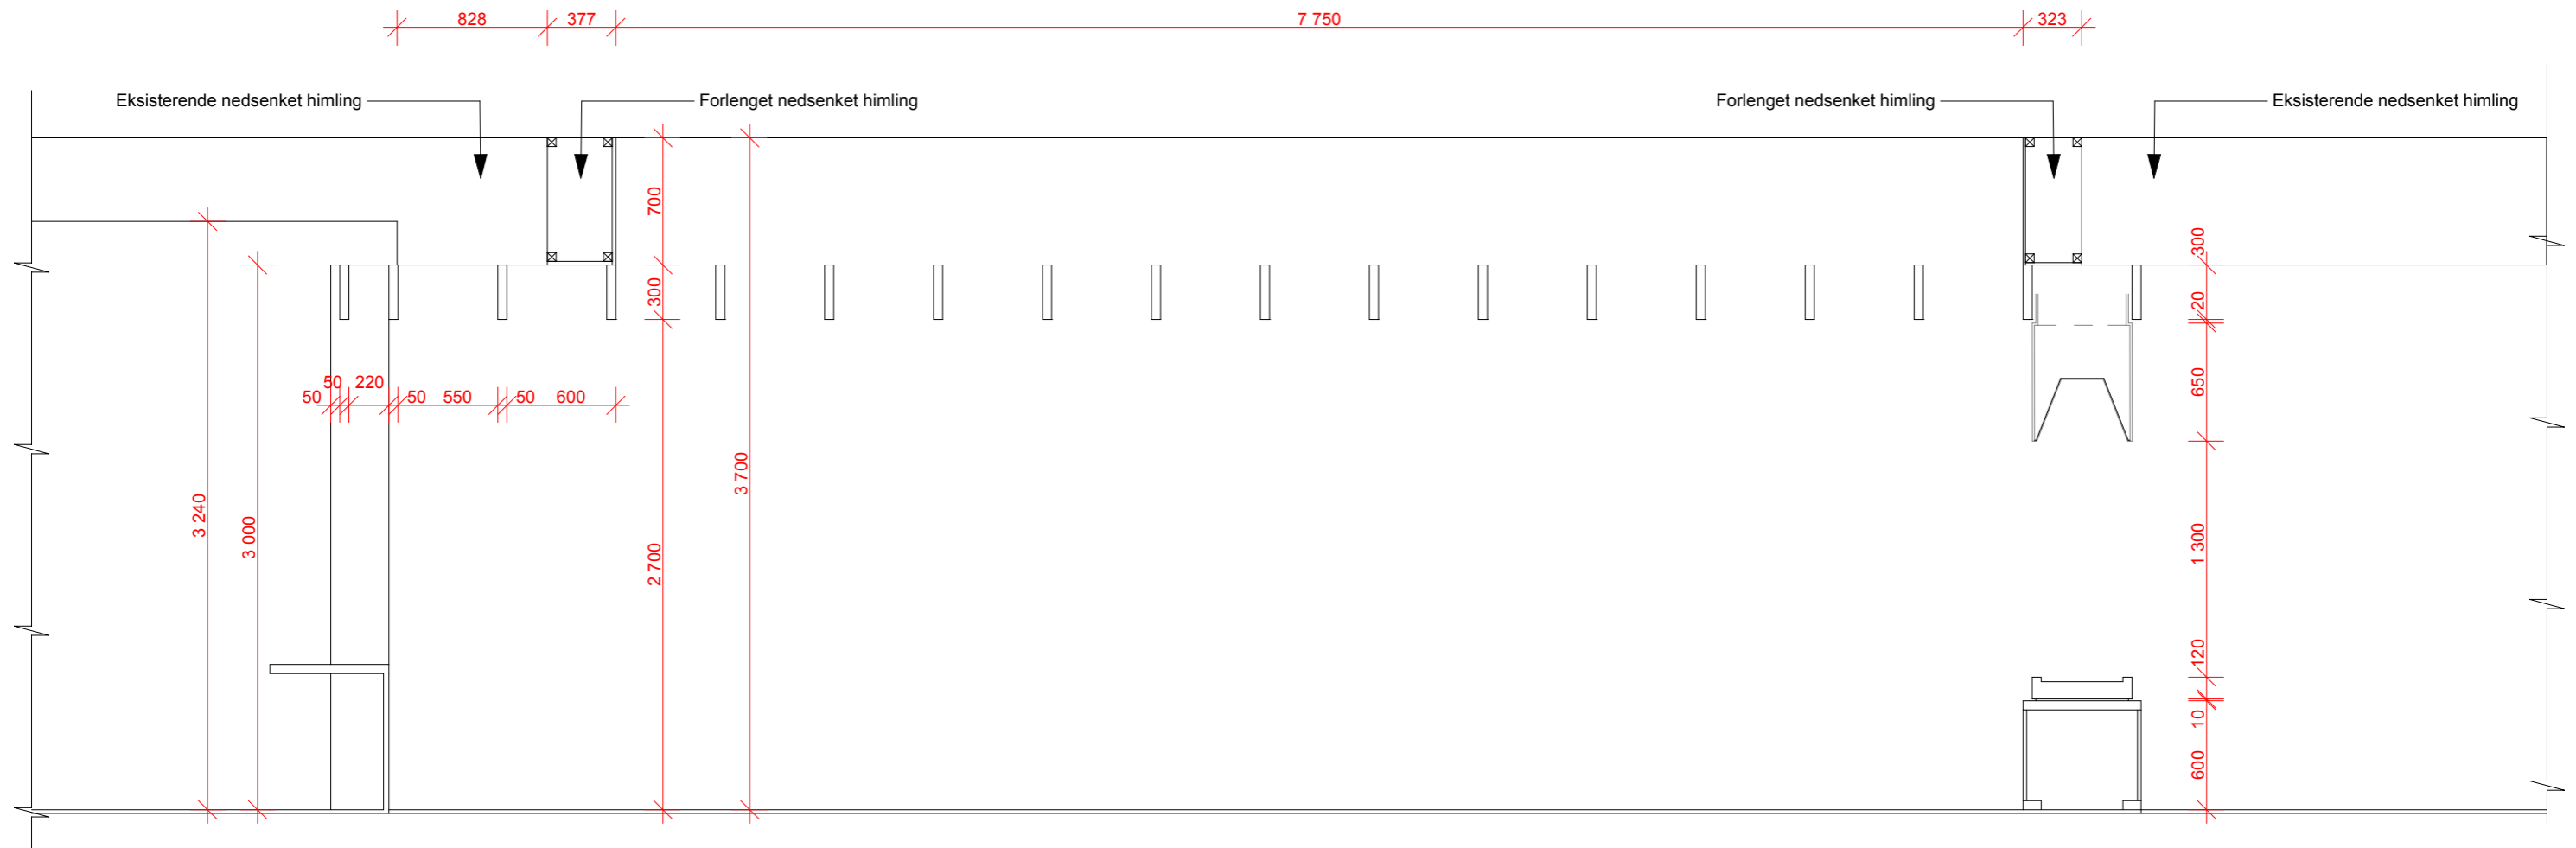 828 377 7 750 323
Eksisterende nedsenket himling
Forlenget nedsenket himling
Forlenget nedsenket himling
Eksisterende nedsenket himling
700
300
300
20
50 50 220 50 550 50 600
650
3 240
3 000
2 700
3 700
1 300
120
10
600